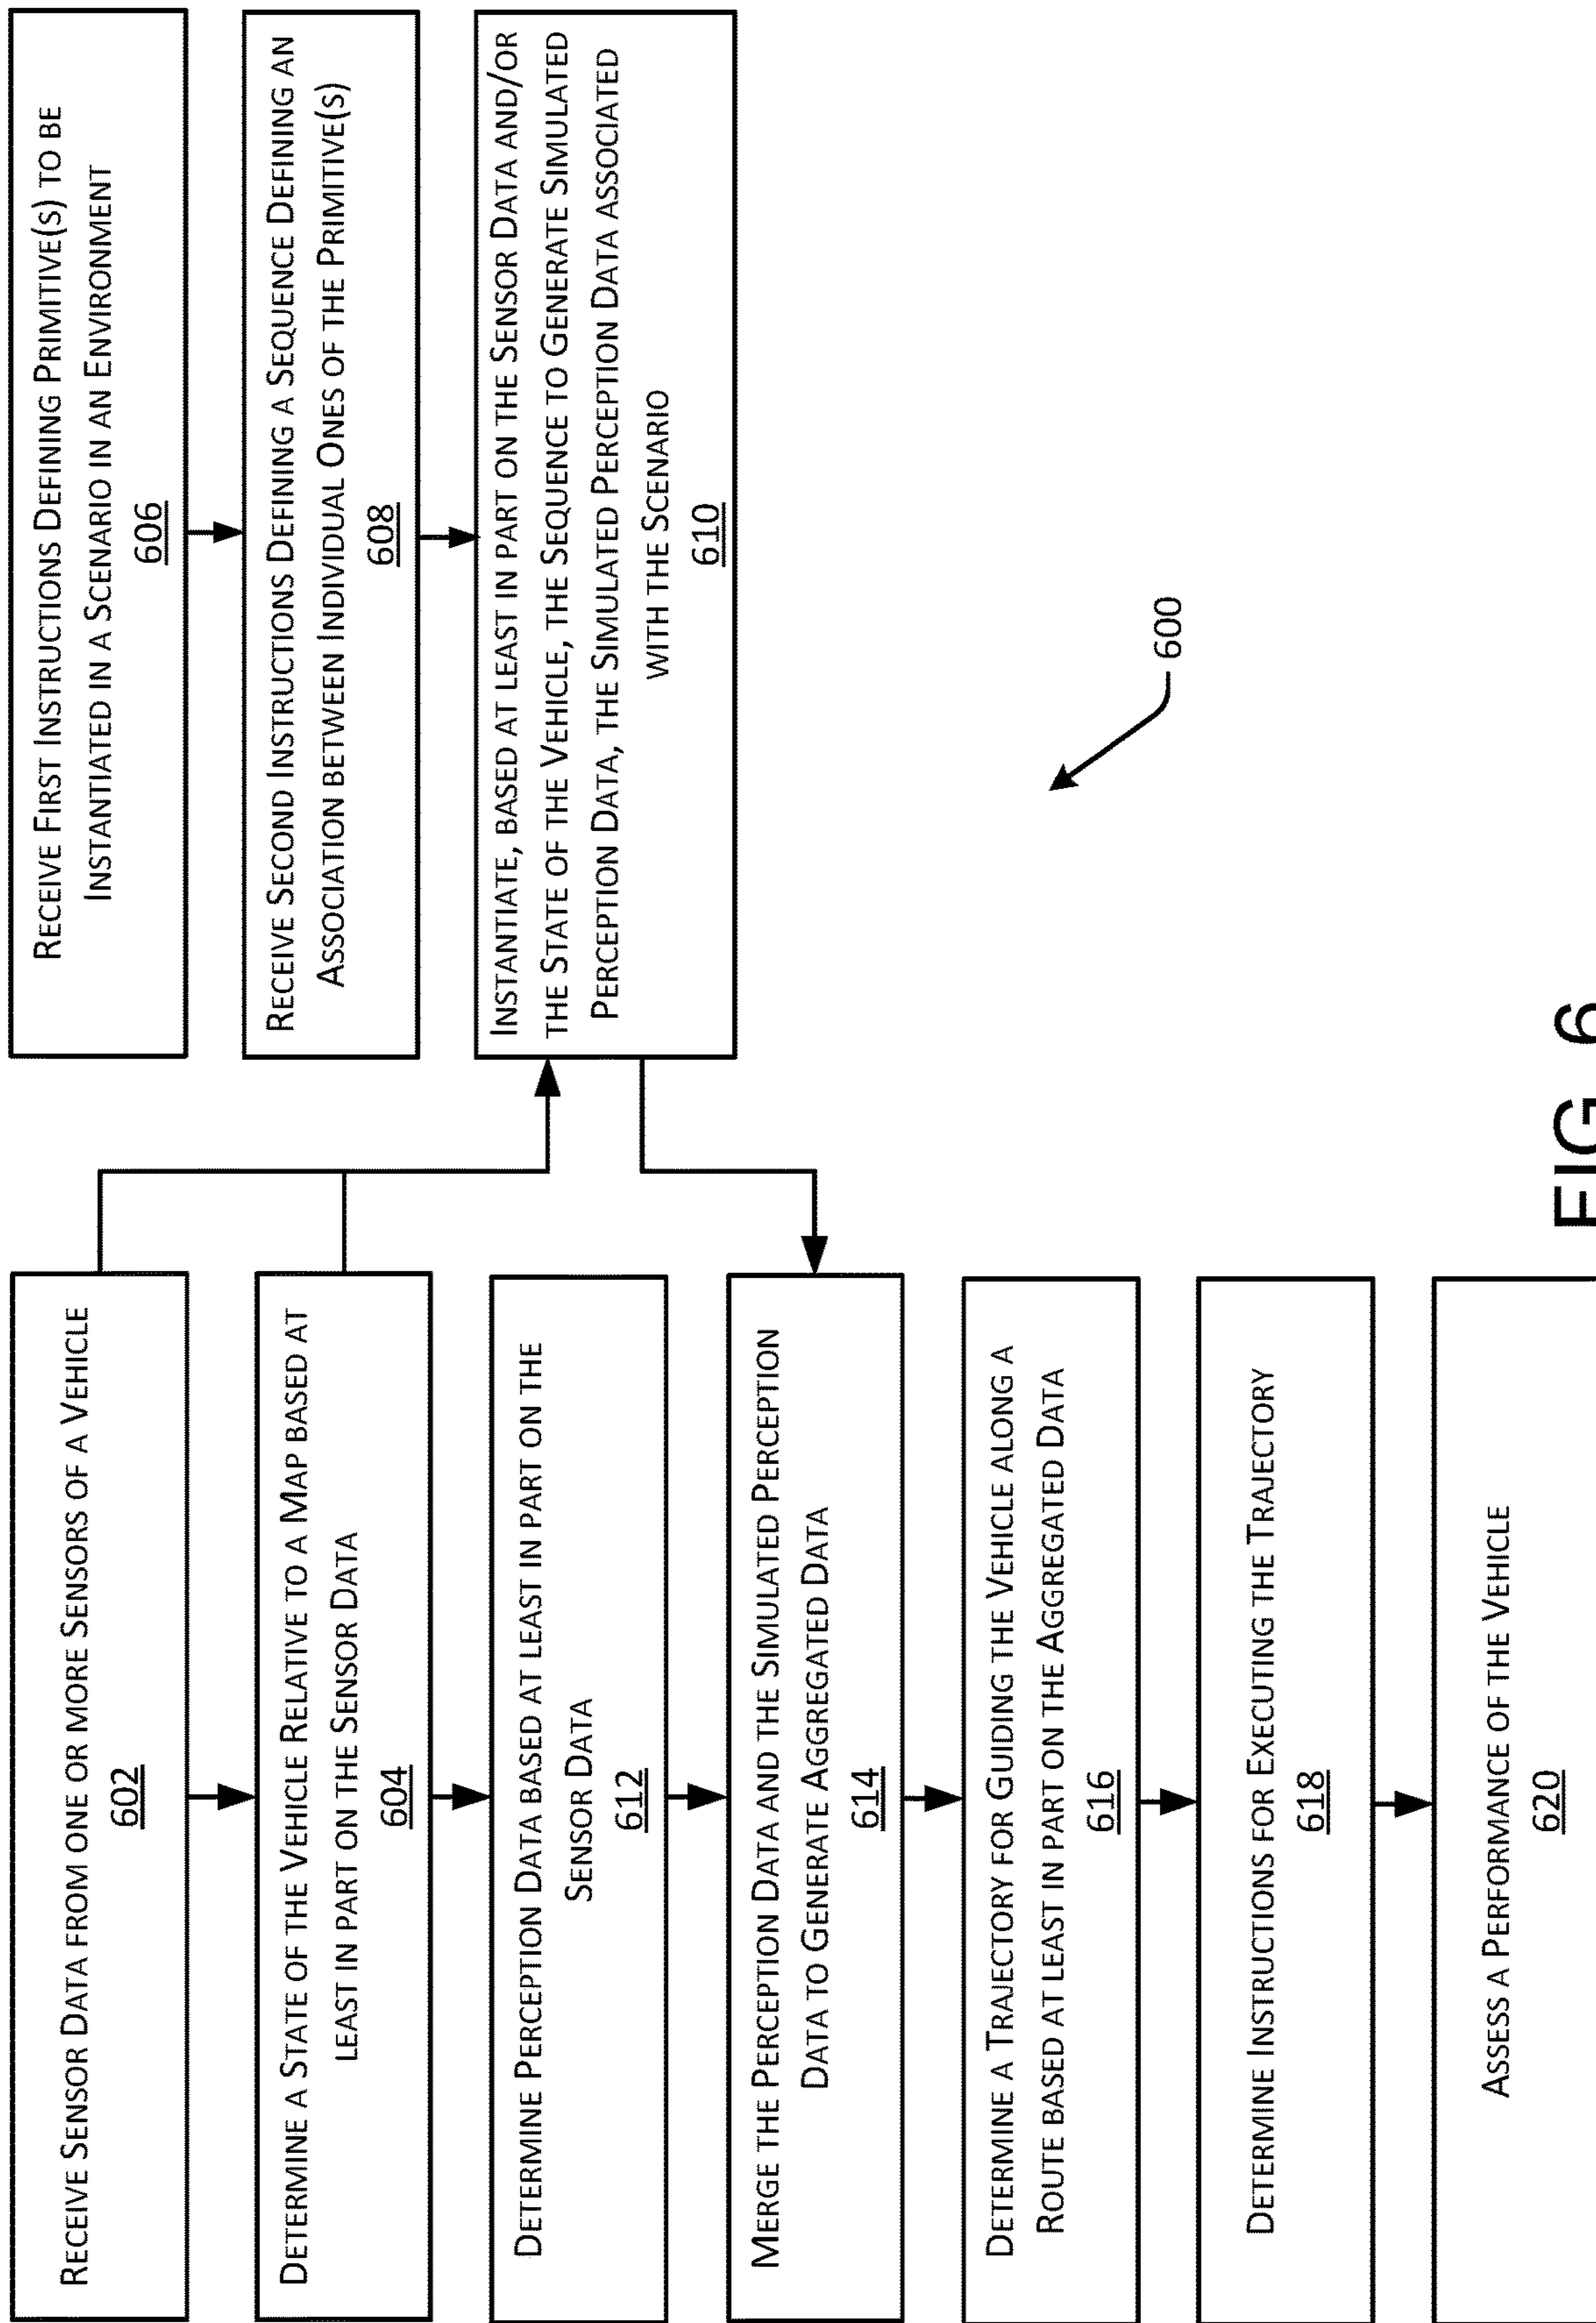 RECEIVE SENSOR DATA FROM ONE OR MORE SENSORS OF A VEHICLE
602
DETERMINE A STATE OF THE VEHICLE RELATIVE TO A MAP BASED AT
LEAST IN PART ON THE SENSOR DATA
604
DETERMINE PERCEPTION DATA BASED AT LEAST IN PART ON THE
SENSOR DATA
612
MERGE THE PERCEPTION DATA AND THE SIMULATED PERCEPTION
DATA TO GENERATE AGGREGATED DATA
614
DETERMINE A TRAJECTORY FOR GUIDING THE VEHICLE ALONG A
ROUTE BASED AT LEAST IN PART ON THE AGGREGATED DATA
616
DETERMINE INSTRUCTIONS FOR EXECUTING THE TRAJECTORY
618
ASSESS A PERFORMANCE OF THE VEHICLE
620
RECEIVE FIRST INSTRUCTIONS DEFINING PRIMITIVE(S) TO BE
INSTANTIATED IN A SCENARIO IN AN ENVIRONMENT
606
RECEIVE SECOND INSTRUCTIONS DEFINING A SEQUENCE DEFINING AN
ASSOCIATION BETWEEN INDIVIDUAL ONES OF THE PRIMITIVE(S)
608
INSTANTIATE, BASED AT LEAST IN PART ON THE SENSOR DATA AND/OR
THE STATE OF THE VEHICLE, THE SEQUENCE TO GENERATE SIMULATED
PERCEPTION DATA, THE SIMULATED PERCEPTION DATA ASSOCIATED
WITH THE SCENARIO
610
600
FIG. 6